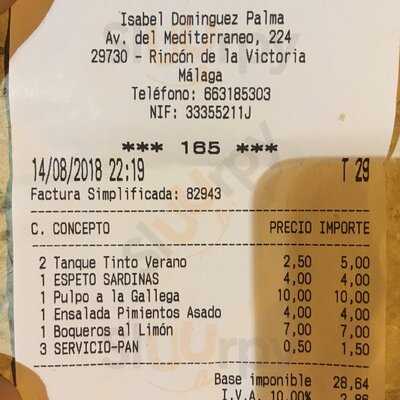 Isabel Dominguez Palma
Av. del Mediterraneo, 224
29730 - Rincón de la Victoria
Málaga
Teléfono: 663185303
NIF: 33355211J
*** 165 ***
14/08/2018 22:19 T 29
Factura Simplificada: 82943
C. CONCEPTO PRECIO IMPORTE
2 Tanque Tinto Verano 2,50 5,00
1 ESPETO SARDINAS 4,00 4,00
1 Pulpo a la Gallega 10,00 10,00
1 Ensalada Pimientos Asado 4,00 4,00
1 Boqueros al Limón 7,00 7,00
3 SERVICIO-PAN 0,50 1,50
Base imponible 28,64
I.V.A. 10,00% 2,86